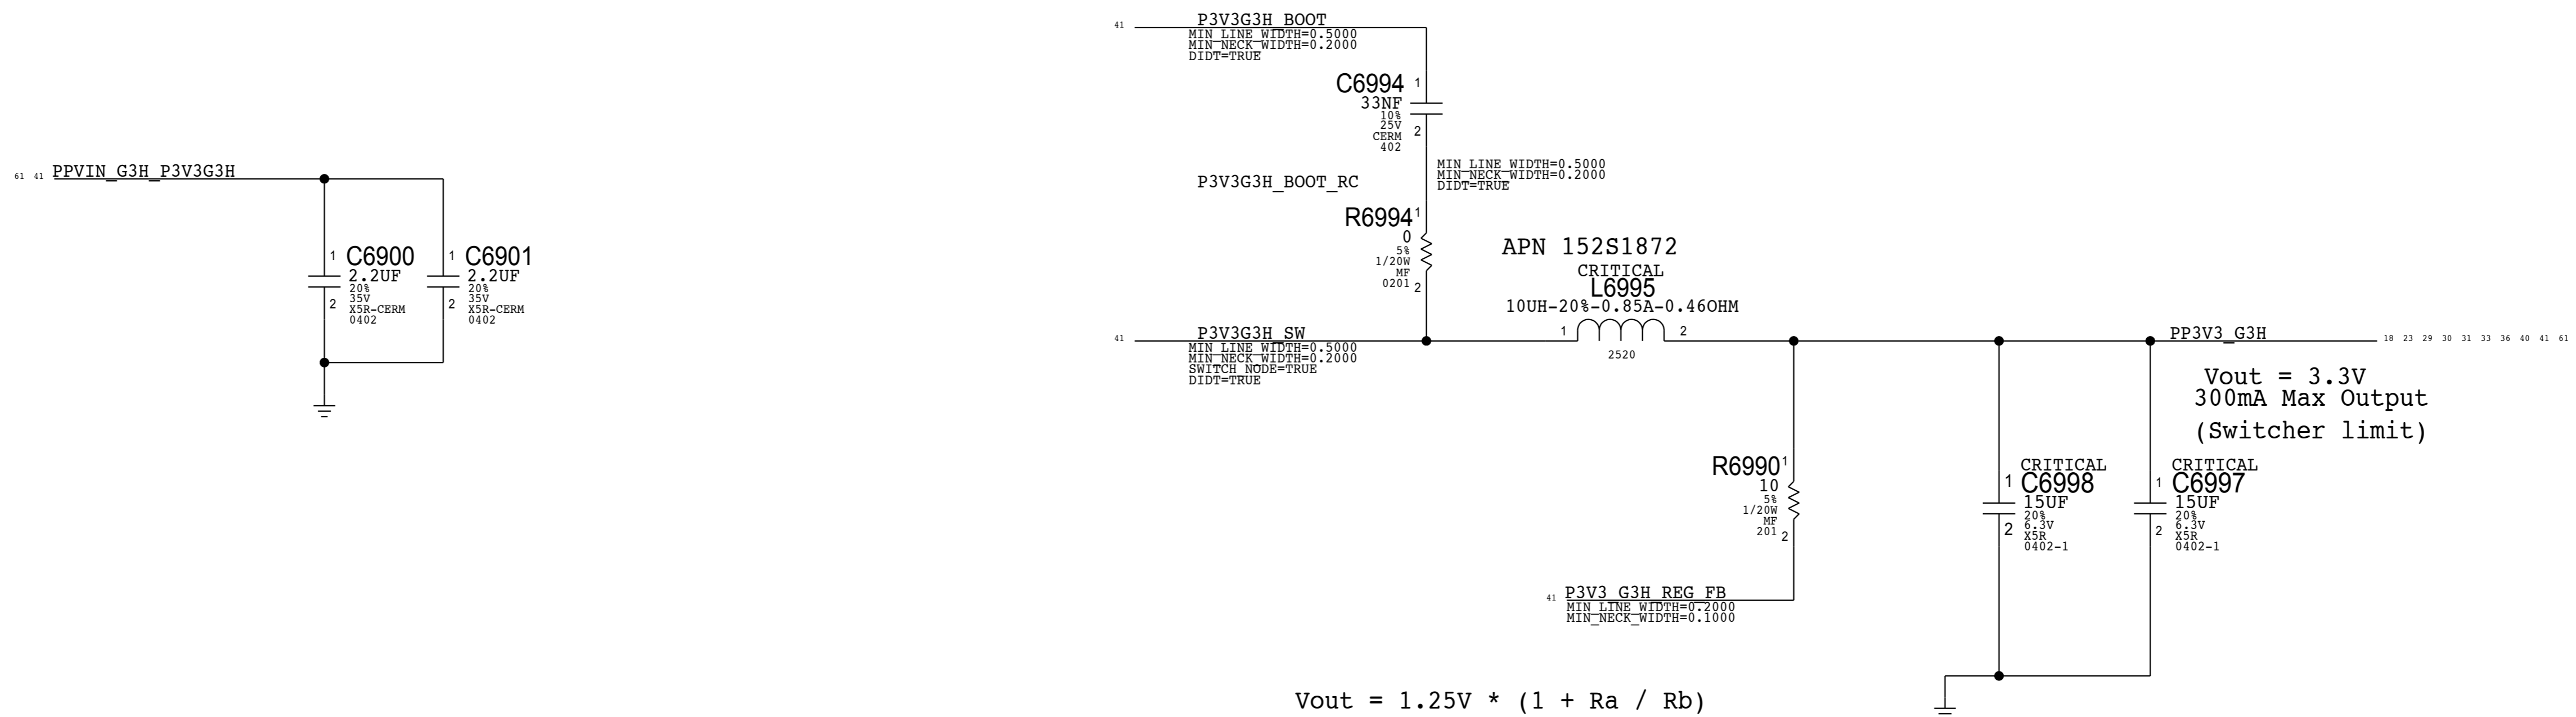 41 P3V3G3H_BOOT
MIN_LINE_WIDTH=0.5000
MIN_NECK_WIDTH=0.2000
DIDT=TRUE
C6994 1
33NF
10%
25V
CERM
402
2
61 41 PPVIN_G3H_P3V3G3H
MIN_LINE_WIDTH=0.5000
MIN_NECK_WIDTH=0.2000
DIDT=TRUE
P3V3G3H_BOOT_RC
R6994 1
0
5%
1/20W
MF
0201
2
1 C6900
2.2UF
20%
35V
X5R-CERM
0402
2
1 C6901
2.2UF
20%
35V
X5R-CERM
0402
2
APN 152S1872
CRITICAL
L6995
10UH-20%-0.85A-0.46OHM
1 2
2520
41 P3V3G3H_SW
MIN_LINE_WIDTH=0.5000
MIN_NECK_WIDTH=0.2000
SWITCH_NODE=TRUE
DIDT=TRUE
PP3V3_G3H 18 23 29 30 31 33 36 40 41 61
Vout = 3.3V
300mA Max Output
(Switcher limit)
R6990 1
10
5%
1/20W
MF
201
2
CRITICAL
1 C6998
15UF
20%
6.3V
X5R
0402-1
2
CRITICAL
1 C6997
15UF
20%
6.3V
X5R
0402-1
2
41 P3V3_G3H_REG_FB
MIN_LINE_WIDTH=0.2000
MIN_NECK_WIDTH=0.1000
Vout = 1.25V * (1 + Ra / Rb)